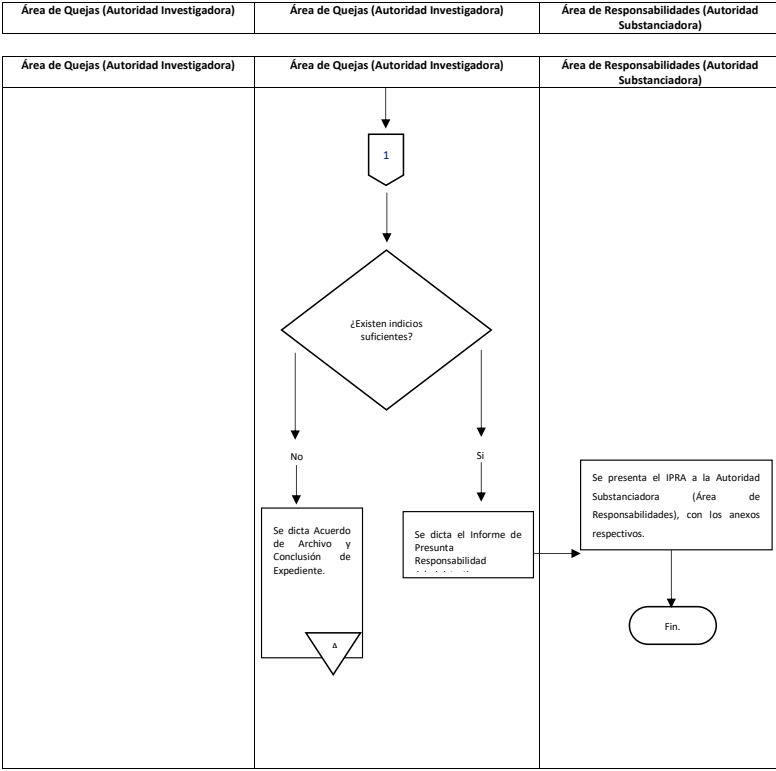 Área de Quejas (Autoridad Investigadora)
Área de Quejas (Autoridad Investigadora)
Área de Responsabilidades (Autoridad
Substanciadora)
Área de Quejas (Autoridad Investigadora)
Área de Quejas (Autoridad Investigadora)
Área de Responsabilidades (Autoridad
Substanciadora)
1
¿Existen indicios
suficientes?
No
Si
Se dicta Acuerdo
de Archivo y
Conclusión de
Expediente.
A
Se dicta el Informe de
Presunta
Responsabilidad
Se presenta el IPRA a la Autoridad
Substanciadora (Área de
Responsabilidades), con los anexos
respectivos.
Fin.